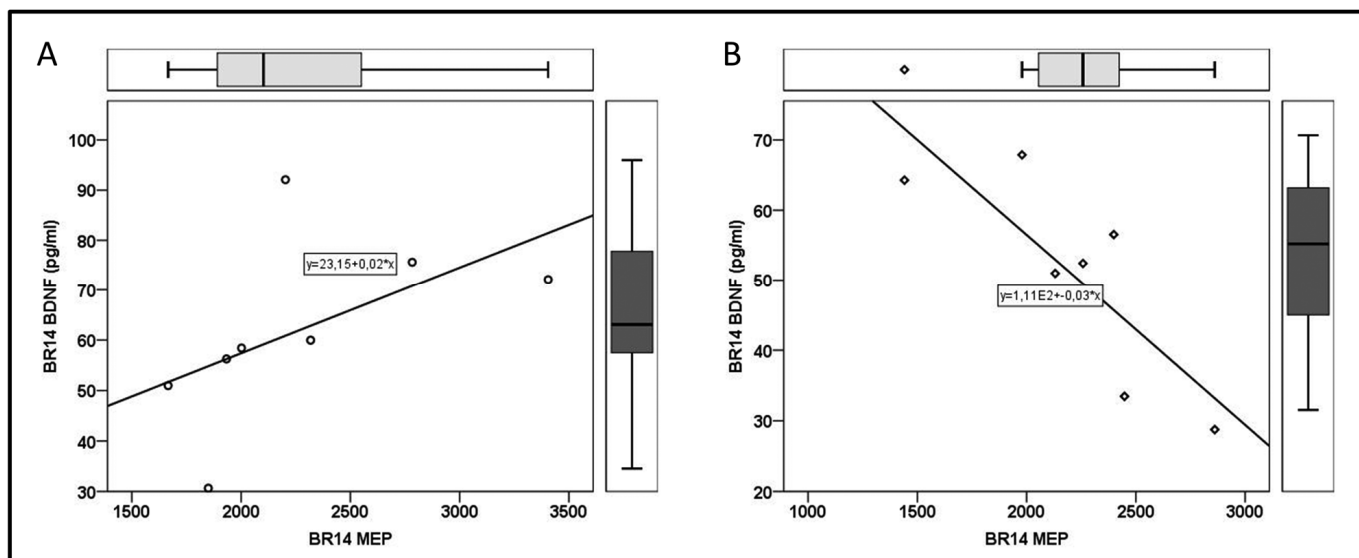 A
100
90
80
70
60
50
40
30
BR14 BDNF (pg/ml)
y=23,15+0,02*x
1500 2000 2500 3000 3500
BR14 MEP
B
70
60
50
40
30
20
BR14 BDNF (pg/ml)
y=1,11E2+-0,03*x
1000 1500 2000 2500 3000
BR14 MEP